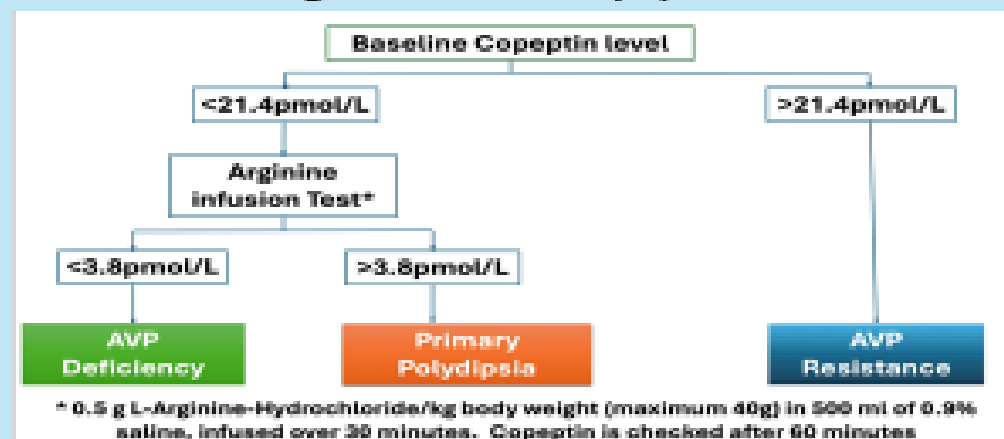 Baseline Copeptin level
<21.4pmol/L
>21.4pmol/L
Arginine
infusion Test*
<3.8pmol/L
>3.8pmol/L
AVP
Deficiency
Primary
Polydipsia
AVP
Resistance
* 0.5 g L-Arginine-Hydrochloride/kg body weight (maximum 40g) in 500 ml of 0.9%
saline, infused over 30 minutes. Copeptin is checked after 60 minutes